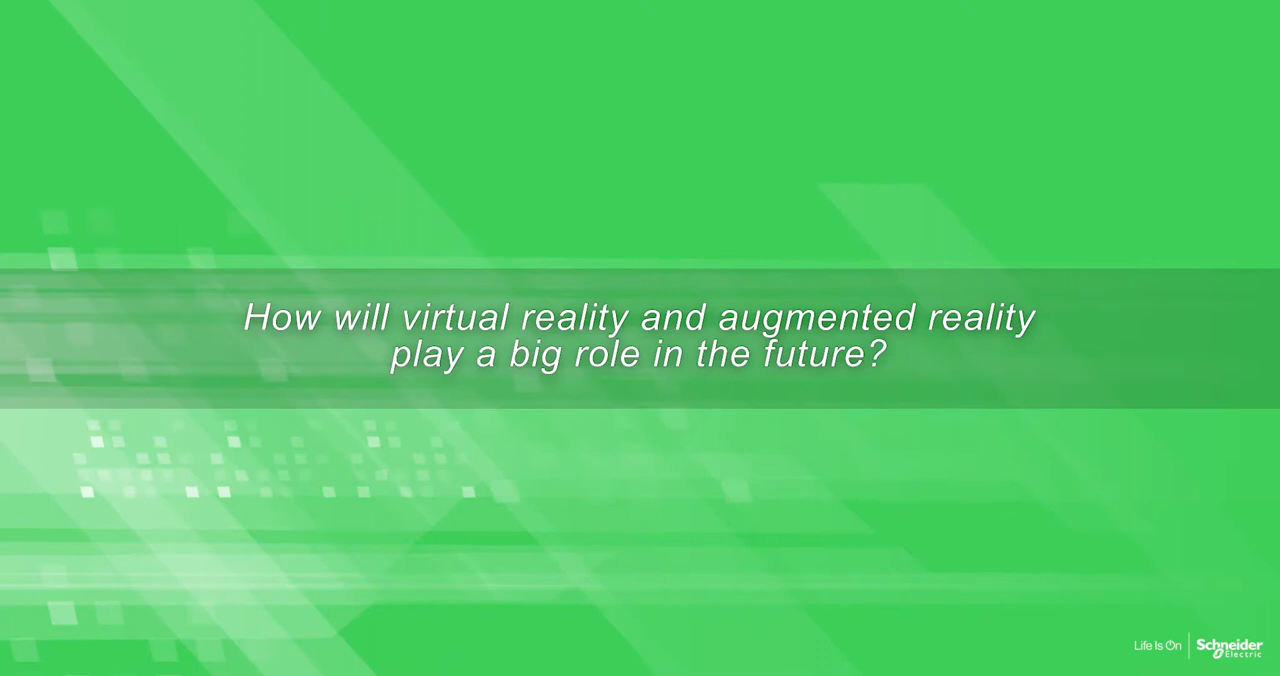 How will virtual reality and augmented reality
play a big role in the future?
Life Is On
Schneider
Electric